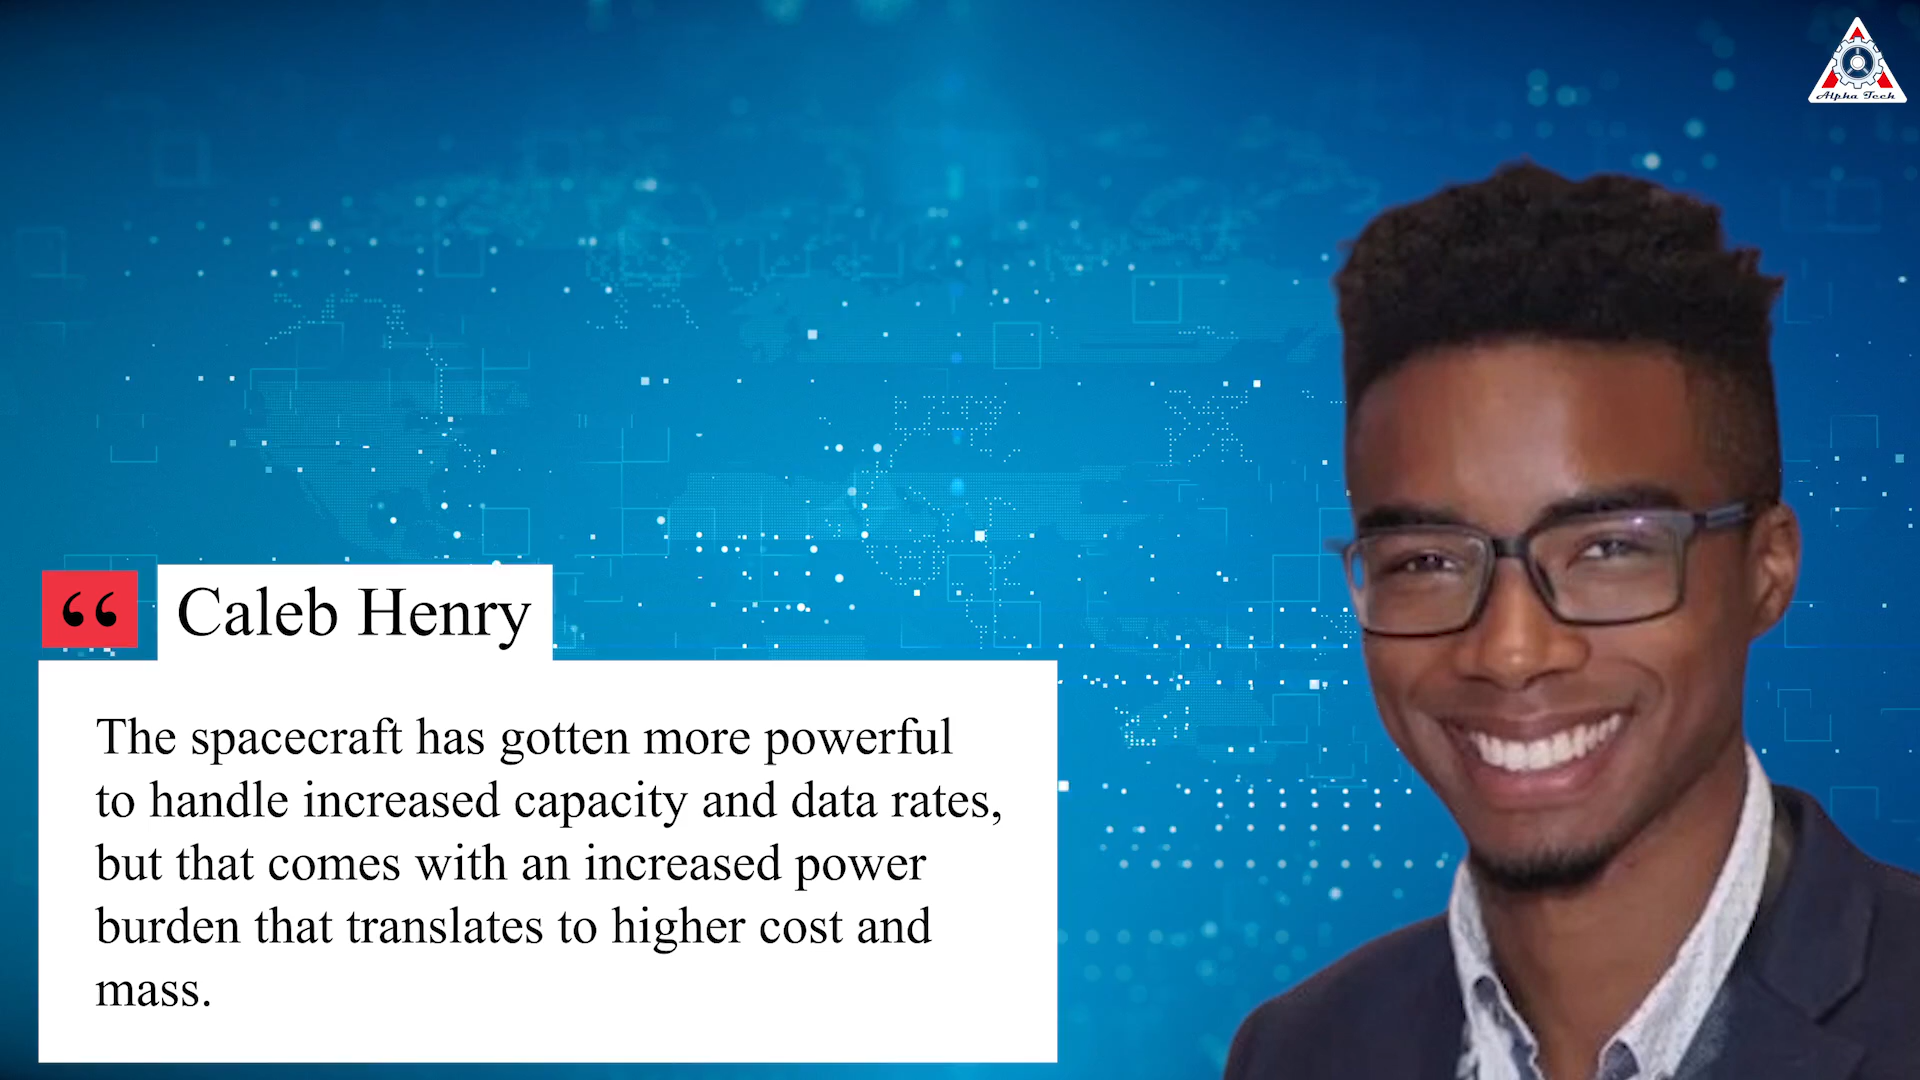 Alpha Tech
“ Caleb Henry
The spacecraft has gotten more powerful
to handle increased capacity and data rates,
but that comes with an increased power
burden that translates to higher cost and
mass.